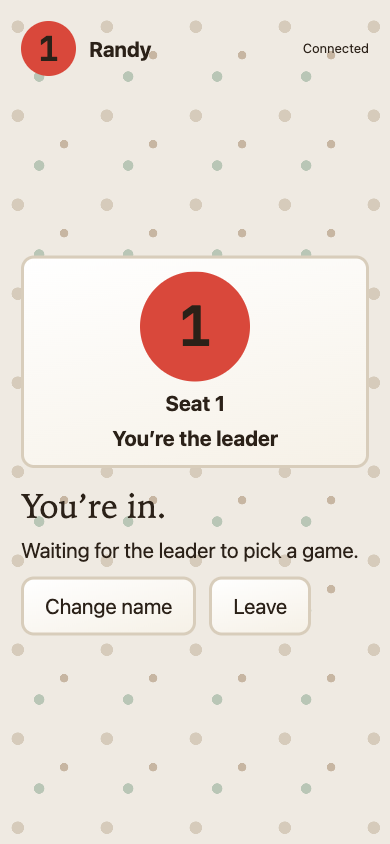 1 Randy Connected
1
Seat 1
You're the leader
You're in.
Waiting for the leader to pick a game.
Change name Leave